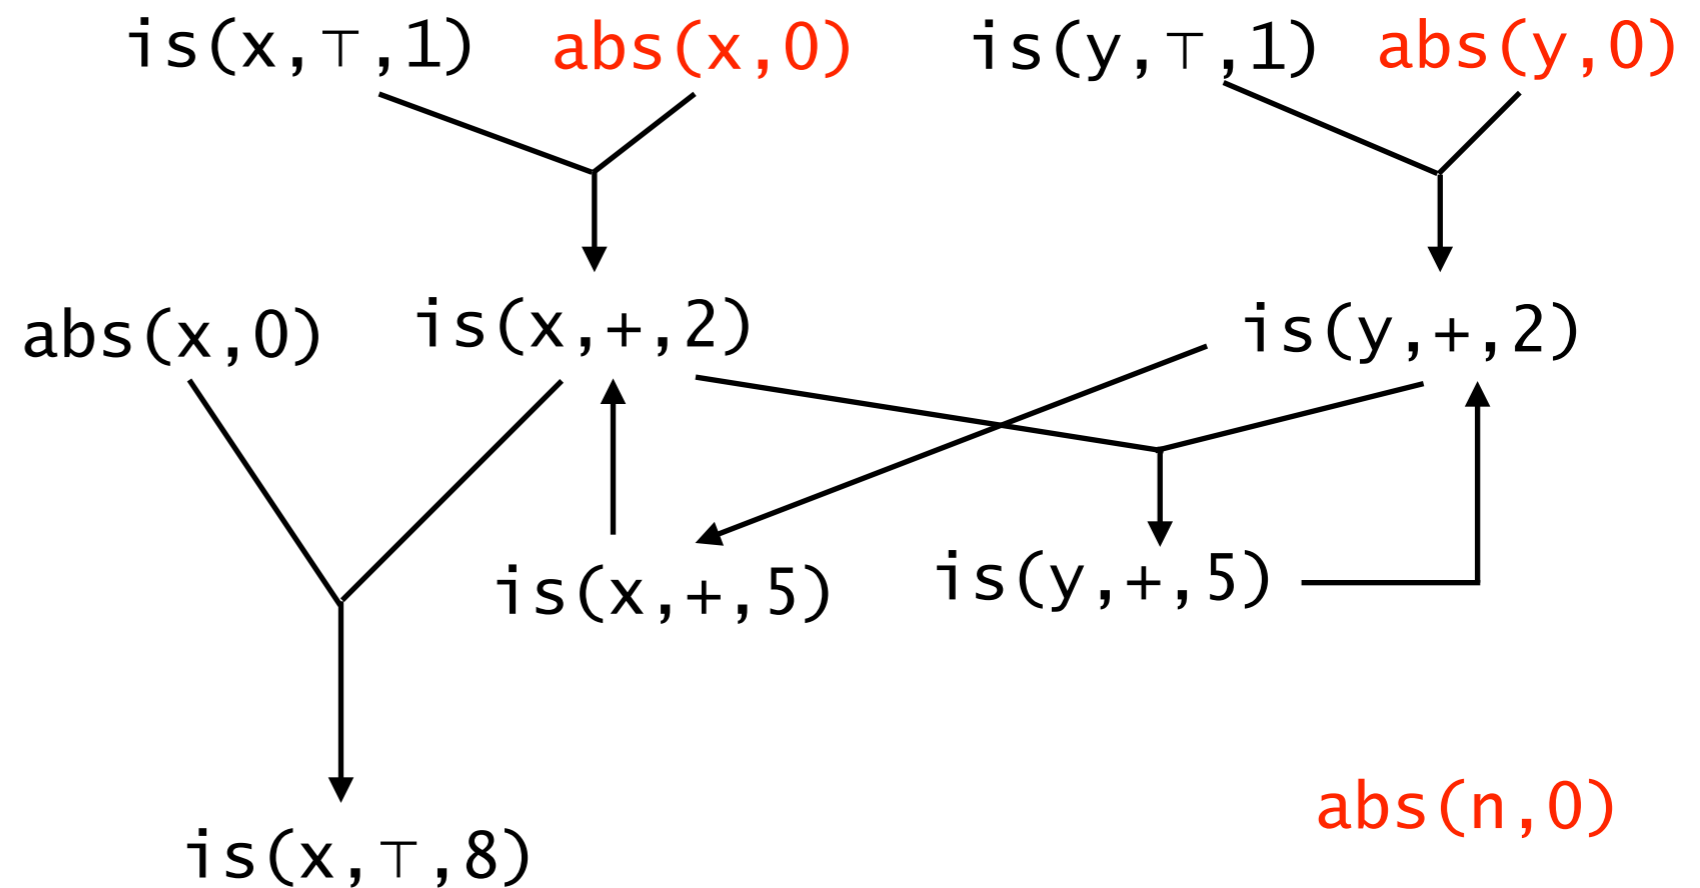 is(x,⊤,1) abs(x,0) is(y,⊤,1) abs(y,0)
abs(x,0) is(x,+,2) is(y,+,2)
is(x,+,5) is(y,+,5)
abs(n,0)
is(x,⊤,8)